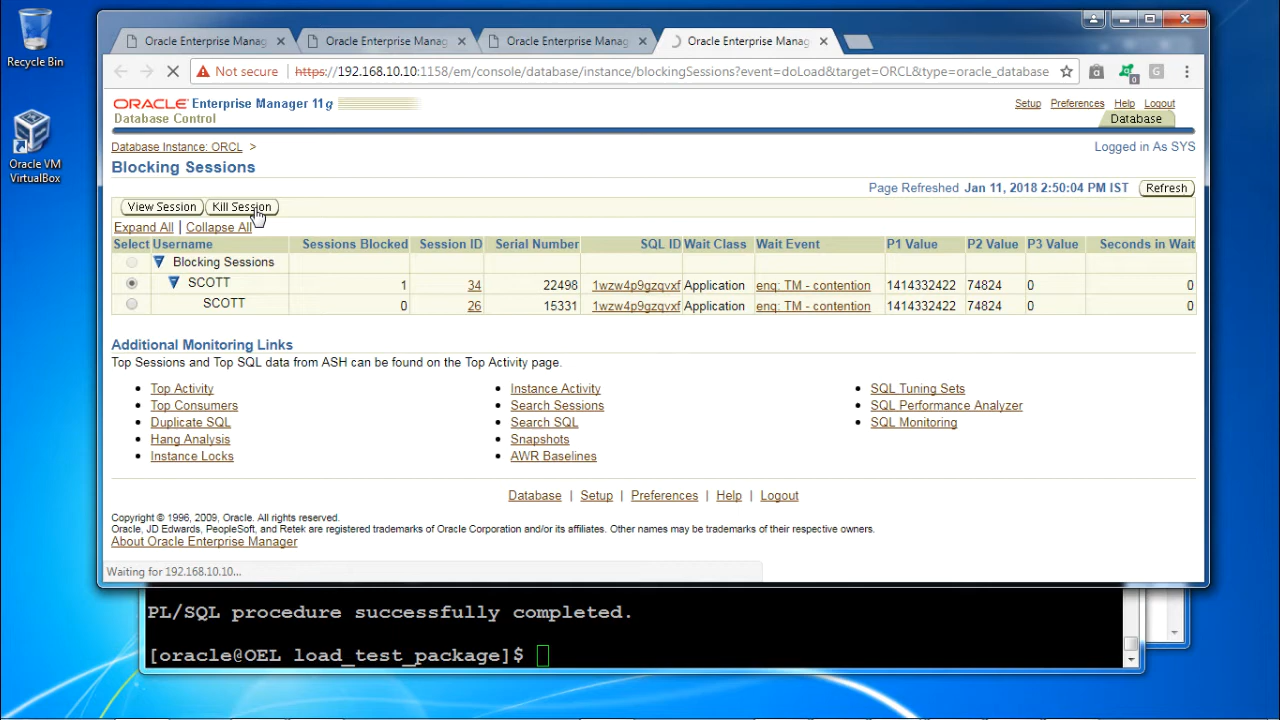 Recycle Bin
Oracle VM
VirtualBox
Oracle Enterprise Manag
Oracle Enterprise Manag
Oracle Enterprise Manag
Oracle Enterprise Manag
Not secure | https://192.168.10.10:1158/em/console/database/instance/blockingSessions?event=doLoad&target=ORCL&type=oracle_database
ORACLE Enterprise Manager 11g
Database Control
Setup Preferences Help Logout
Database
Database Instance: ORCL >
Logged in As SYS
Blocking Sessions
Page Refreshed Jan 11, 2018 2:50:04 PM IST Refresh
View Session Kill Session
Expand All | Collapse All
Select Username Sessions Blocked Session ID Serial Number SQL ID Wait Class Wait Event P1 Value P2 Value P3 Value Seconds in Wait
Blocking Sessions
SCOTT 1 34 22498 1wzw4p9gzqvxf Application enq: TM - contention 1414332422 74824 0 0
SCOTT 0 26 15331 1wzw4p9gzqvxf Application enq: TM - contention 1414332422 74824 0 0
Additional Monitoring Links
Top Sessions and Top SQL data from ASH can be found on the Top Activity page.
• Top Activity • Instance Activity • SQL Tuning Sets
• Top Consumers • Search Sessions • SQL Performance Analyzer
• Duplicate SQL • Search SQL • SQL Monitoring
• Hang Analysis • Snapshots
• Instance Locks • AWR Baselines
Database | Setup | Preferences | Help | Logout
Copyright © 1996, 2009, Oracle. All rights reserved.
Oracle, JD Edwards, PeopleSoft, and Retek are registered trademarks of Oracle Corporation and/or its affiliates. Other names may be trademarks of their respective owners.
About Oracle Enterprise Manager
Waiting for 192.168.10.10...
PL/SQL procedure successfully completed.
[oracle@OEL load_test_package]$